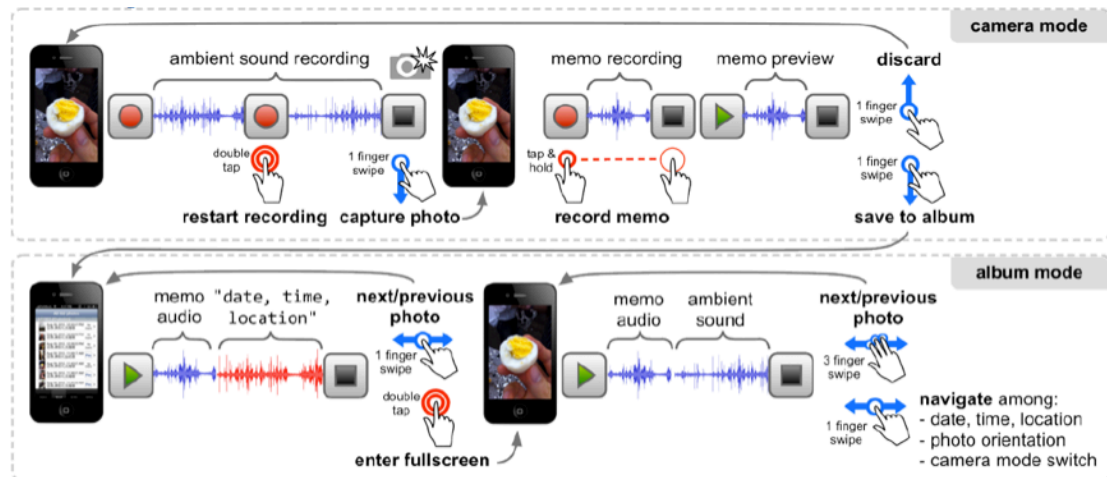 camera mode
ambient sound recording
memo recording
memo preview
discard
1 finger
swipe
double
tap
1 finger
swipe
tap &
hold
1 finger
swipe
restart recording
capture photo
record memo
save to album
album mode
memo
audio
"date, time,
location"
next/previous
photo
1 finger
swipe
double
tap
enter fullscreen
memo
audio
ambient
sound
next/previous
photo
3 finger
swipe
1 finger
swipe
navigate among:
- date, time, location
- photo orientation
- camera mode switch